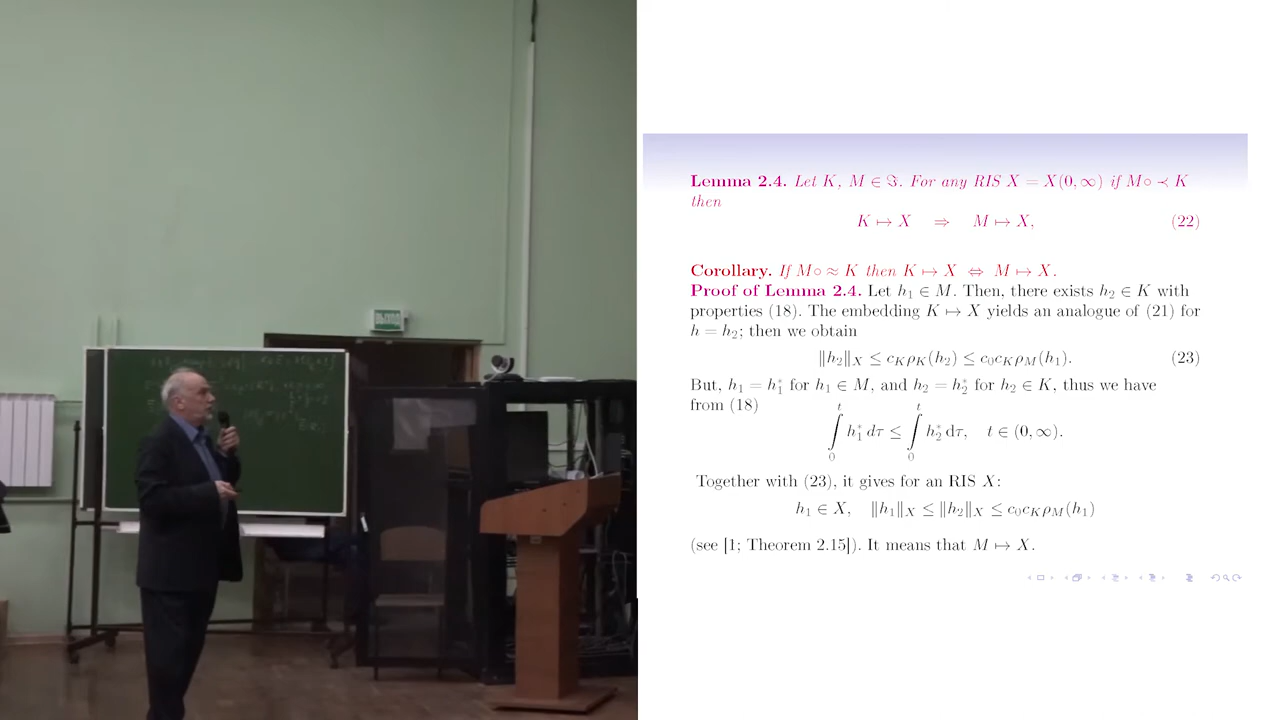 ВЫХОД
Lemma 2.4. Let K, M ∈ ℑ. For any RIS X = X(0, ∞) if M○ ≺ K
then
K ↦ X ⇒ M ↦ X, (22)
Corollary. If M○ ≈ K then K ↦ X ⇔ M ↦ X.
Proof of Lemma 2.4. Let h₁ ∈ M. Then, there exists h₂ ∈ K with
properties (18). The embedding K ↦ X yields an analogue of (21) for
h = h₂; then we obtain
‖h₂‖_X ≤ c_K ρ_K(h₂) ≤ c₀c_K ρ_M(h₁). (23)
But, h₁ = h₁* for h₁ ∈ M, and h₂ = h₂* for h₂ ∈ K, thus we have
from (18)
∫₀ᵗ h₁* dτ ≤ ∫₀ᵗ h₂* dτ, t ∈ (0, ∞).
Together with (23), it gives for an RIS X:
h₁ ∈ X, ‖h₁‖_X ≤ ‖h₂‖_X ≤ c₀c_K ρ_M(h₁)
(see [1; Theorem 2.15]). It means that M ↦ X.